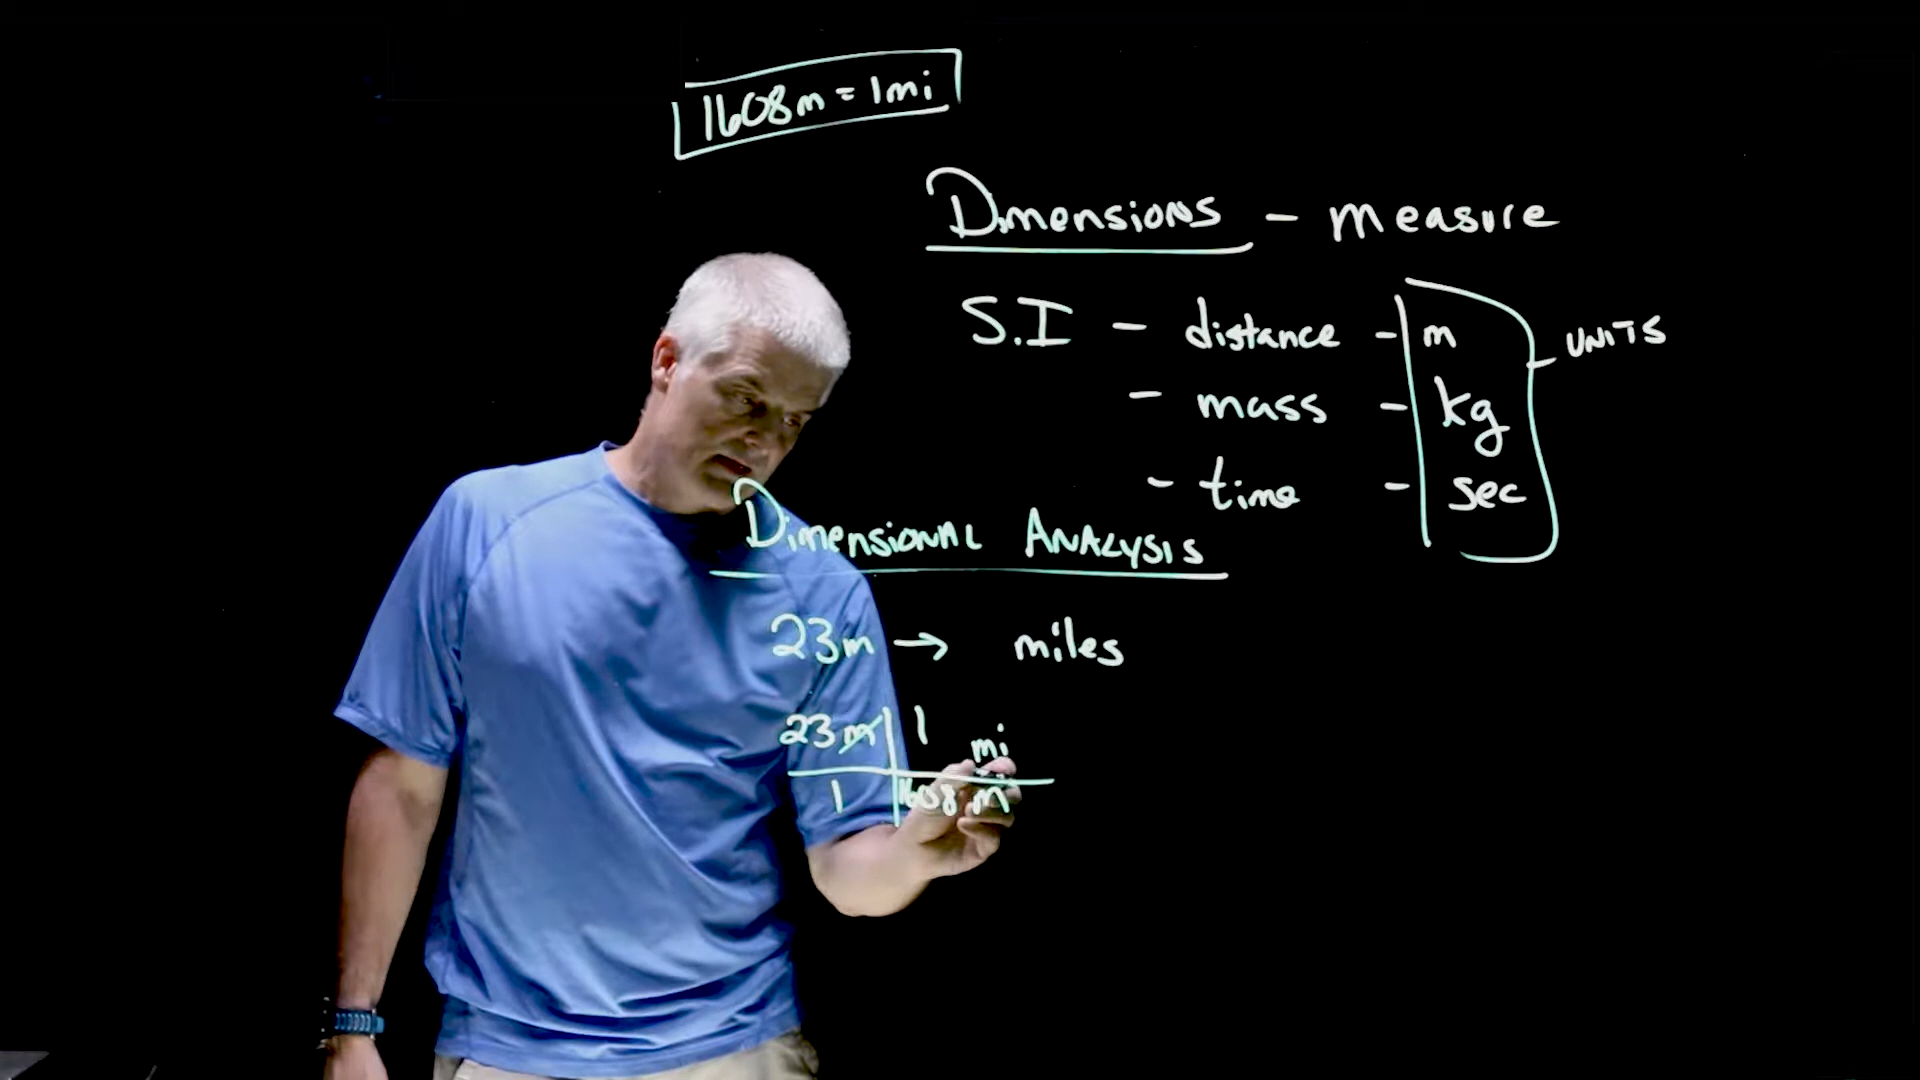 1608m = 1mi
Dimensions - measure
S.I - distance - m
UNITS
- mass - kg
- time - sec
Dimensional ANALYSIS
23m → miles
23m 1 mi
1 1608 m